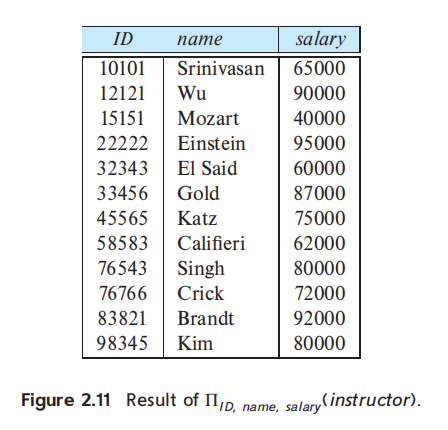 ID name salary
10101 Srinivasan 65000
12121 Wu 90000
15151 Mozart 40000
22222 Einstein 95000
32343 El Said 60000
33456 Gold 87000
45565 Katz 75000
58583 Califieri 62000
76543 Singh 80000
76766 Crick 72000
83821 Brandt 92000
98345 Kim 80000
Figure 2.11 Result of Π ID, name, salary (instructor).